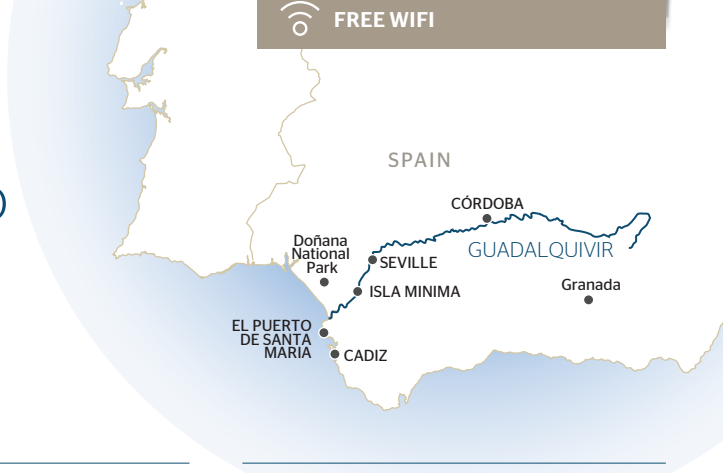 FREE WIFI
SPAIN
CÓRDOBA
GUADALQUIVIR
Doñana
National
Park
SEVILLE
ISLA MINIMA
Granada
EL PUERTO
DE SANTA
MARIA
CADIZ
)